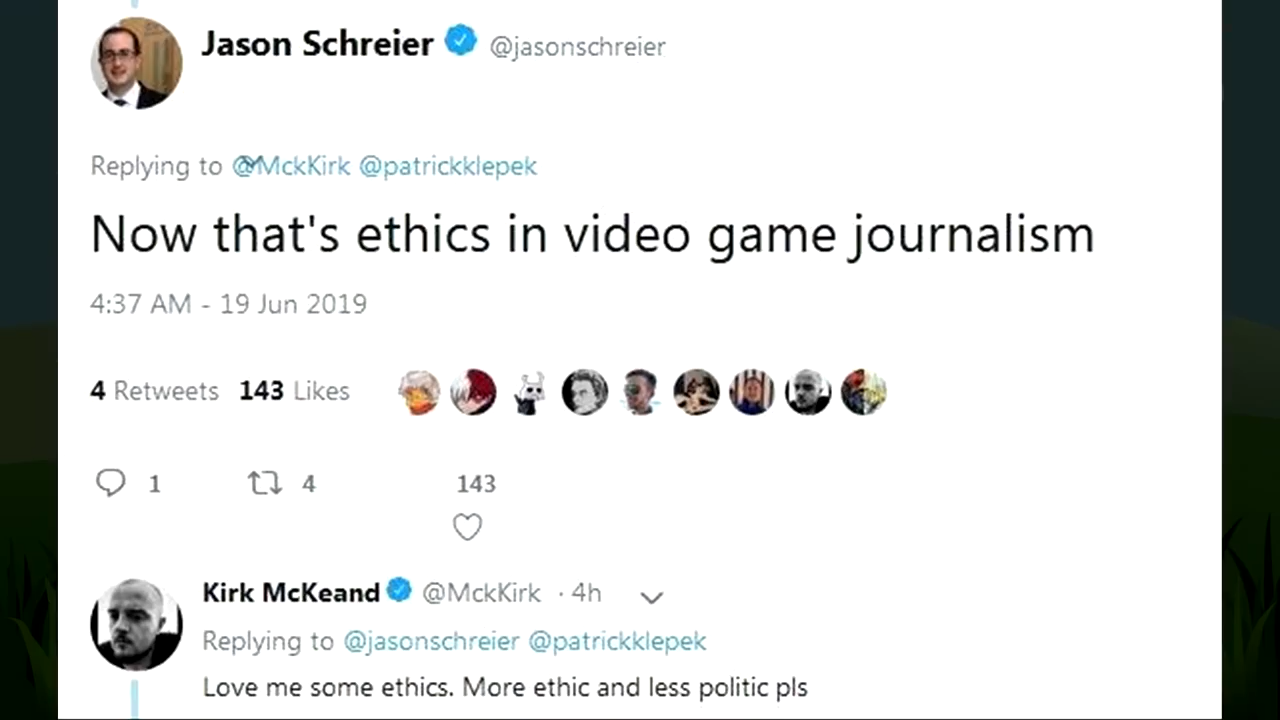 Jason Schreier @jasonschreier
Replying to @MckKirk @patrickklepek
Now that's ethics in video game journalism
4:37 AM - 19 Jun 2019
4 Retweets 143 Likes
1 4 143
Kirk McKeand @MckKirk · 4h
Replying to @jasonschreier @patrickklepek
Love me some ethics. More ethic and less politic pls